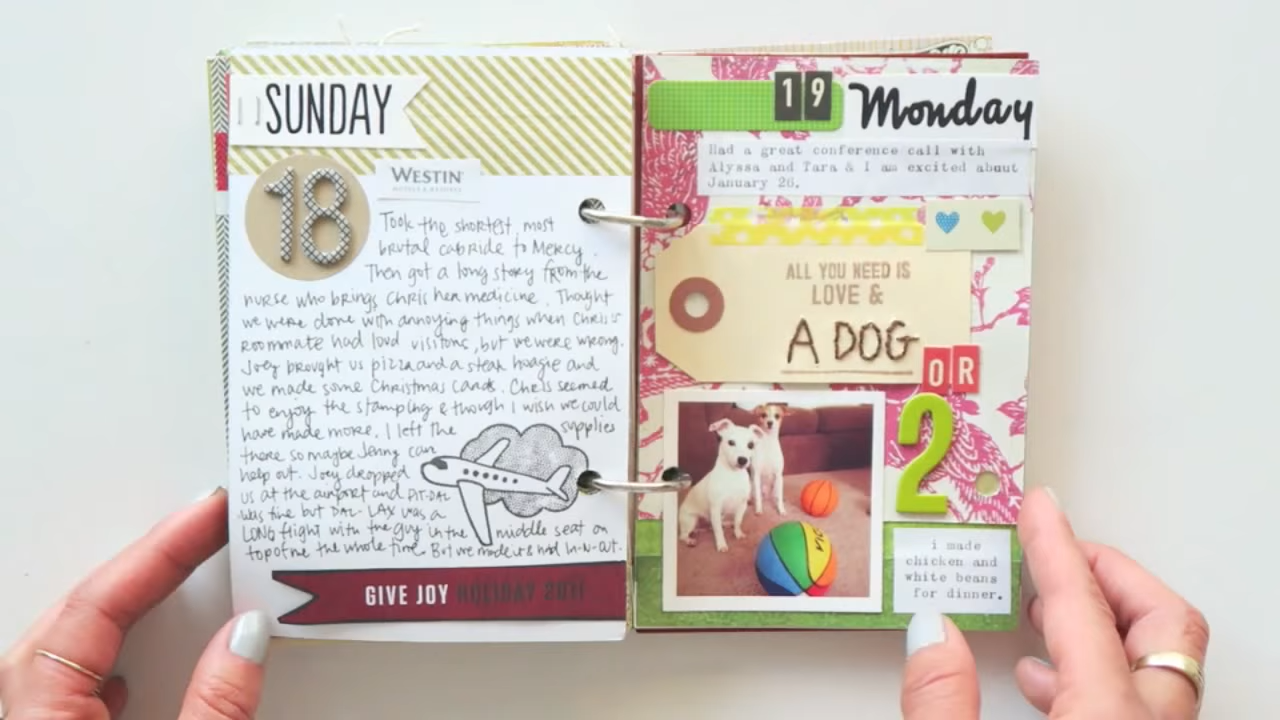 SUNDAY
18
WESTIN
HOTELS & RESORTS
Took the shortest, most
brutal cab ride to Mercy.
Then got a long story from the
nurse who brings Chris her medicine. Thought
we were done with annoying things when Chris's
roommate had loud visitors, but we were wrong.
Joey brought us pizza and a steak hoagie and
we made some Christmas cards. Chris seemed
to enjoy the stamping & though I wish we could
have made more, I left the supplies
there so maybe Jenny can
help out. Joey dropped
us at the airport and PIT-DAL
was fine but DAL-LAX was a
LONG flight with the guy in the middle seat on
top of me the whole time. But we made it & had In-N-Out.
GIVE JOY HOLIDAY 2011
19 Monday
Had a great conference call with
Alyssa and Tara & I am excited about
January 26.
ALL YOU NEED IS
LOVE &
A DOG
OR
2
i made
chicken and
white beans
for dinner.